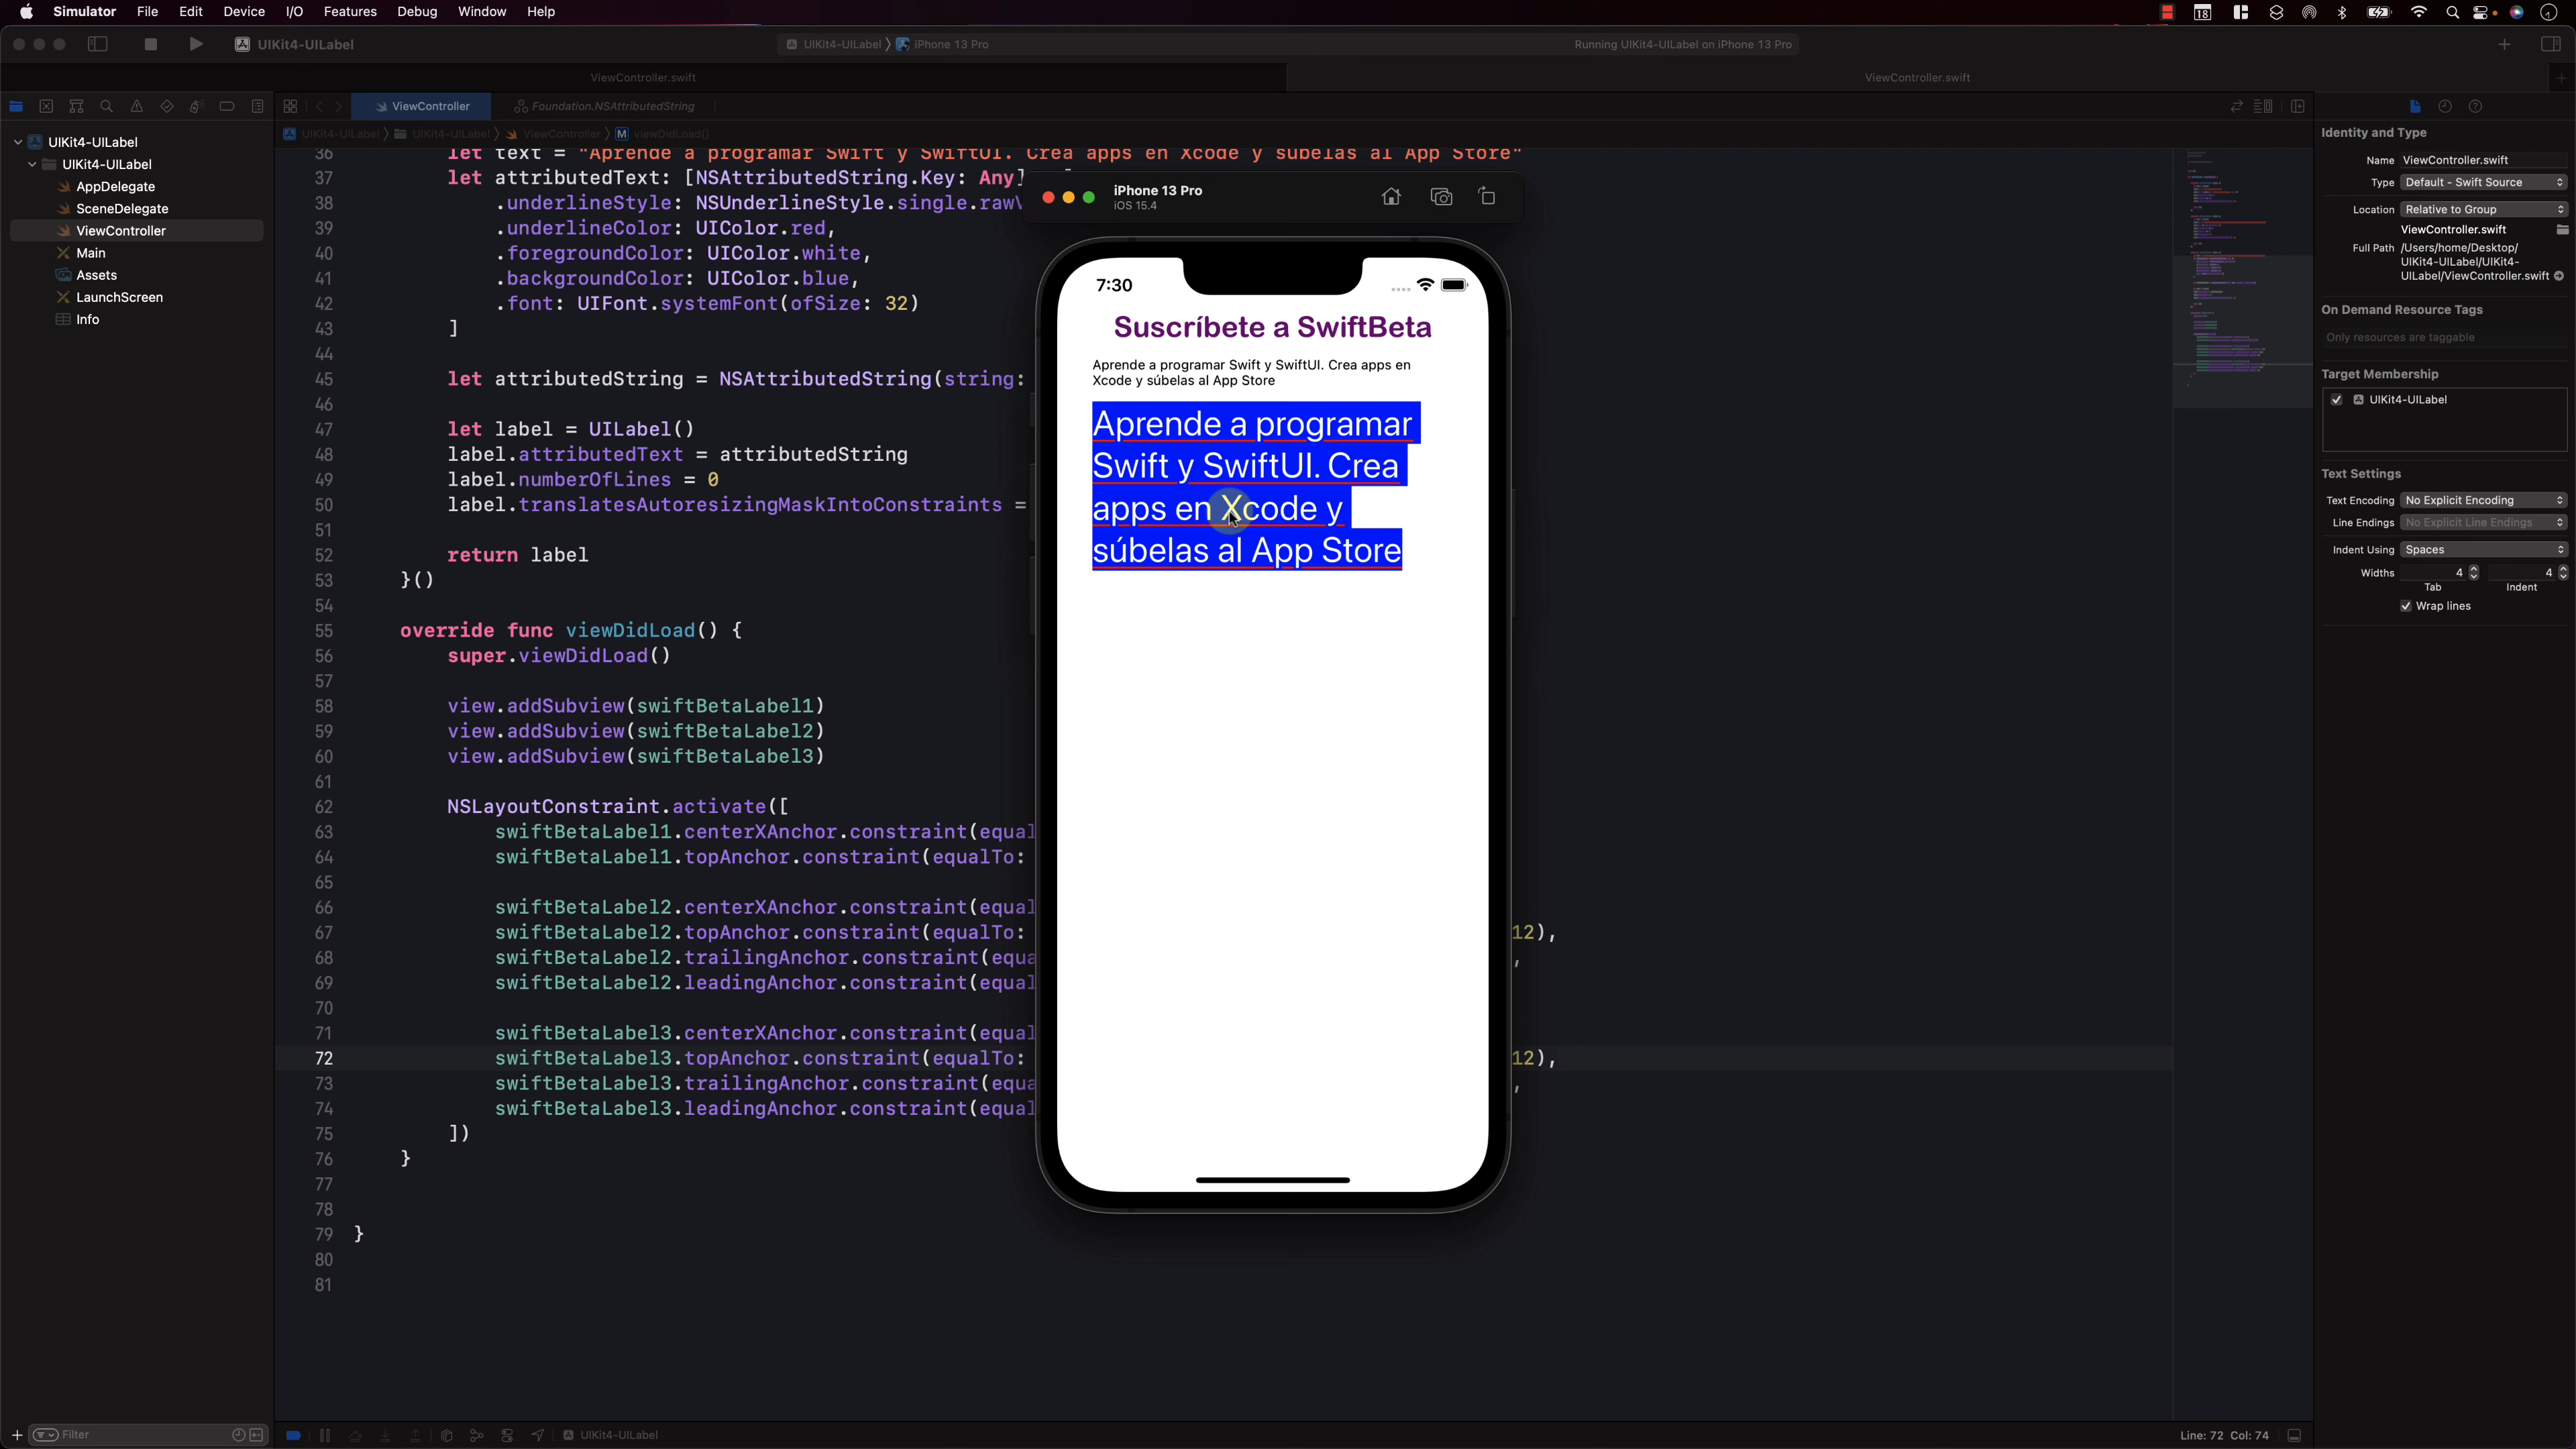 Simulator File Edit Device I/O Features Debug Window Help
18
UIKit4-UILabel
UIKit4-UILabel 〉 iPhone 13 Pro
Running UIKit4-UILabel on iPhone 13 Pro
ViewController.swift
ViewController.swift
ViewController
Foundation.NSAttributedString
UIKit4-UILabel 〉 UIKit4-UILabel 〉 ViewController 〉 M viewDidLoad()
UIKit4-UILabel
UIKit4-UILabel
AppDelegate
SceneDelegate
ViewController
Main
Assets
LaunchScreen
Info
Filter
36 let text = "Aprende a programar Swift y SwiftUI. Crea apps en Xcode y súbelas al App Store"
37 let attributedText: [NSAttributedString.Key: Any]
38 .underlineStyle: NSUnderlineStyle.single.rawV
39 .underlineColor: UIColor.red,
40 .foregroundColor: UIColor.white,
41 .backgroundColor: UIColor.blue,
42 .font: UIFont.systemFont(ofSize: 32)
43 ]
44
45 let attributedString = NSAttributedString(string:
46
47 let label = UILabel()
48 label.attributedText = attributedString
49 label.numberOfLines = 0
50 label.translatesAutoresizingMaskIntoConstraints =
51
52 return label
53 }()
54
55 override func viewDidLoad() {
56 super.viewDidLoad()
57
58 view.addSubview(swiftBetaLabel1)
59 view.addSubview(swiftBetaLabel2)
60 view.addSubview(swiftBetaLabel3)
61
62 NSLayoutConstraint.activate([
63 swiftBetaLabel1.centerXAnchor.constraint(equal
64 swiftBetaLabel1.topAnchor.constraint(equalTo:
65
66 swiftBetaLabel2.centerXAnchor.constraint(equal
67 swiftBetaLabel2.topAnchor.constraint(equalTo: 12),
68 swiftBetaLabel2.trailingAnchor.constraint(equa ,
69 swiftBetaLabel2.leadingAnchor.constraint(equal
70
71 swiftBetaLabel3.centerXAnchor.constraint(equal
72 swiftBetaLabel3.topAnchor.constraint(equalTo: 12),
73 swiftBetaLabel3.trailingAnchor.constraint(equa ,
74 swiftBetaLabel3.leadingAnchor.constraint(equal
75 ])
76 }
77
78
79 }
80
81
iPhone 13 Pro
iOS 15.4
7:30
Suscríbete a SwiftBeta
Aprende a programar Swift y SwiftUI. Crea apps en
Xcode y súbelas al App Store
Aprende a programar
Swift y SwiftUI. Crea
apps en Xcode y
súbelas al App Store
Identity and Type
Name ViewController.swift
Type Default - Swift Source
Location Relative to Group
ViewController.swift
Full Path /Users/home/Desktop/
UIKit4-UILabel/UIKit4-
UILabel/ViewController.swift
On Demand Resource Tags
Only resources are taggable
Target Membership
UIKit4-UILabel
Text Settings
Text Encoding No Explicit Encoding
Line Endings No Explicit Line Endings
Indent Using Spaces
Widths 4 4
Tab Indent
Wrap lines
UIKit4-UILabel
Line: 72 Col: 74